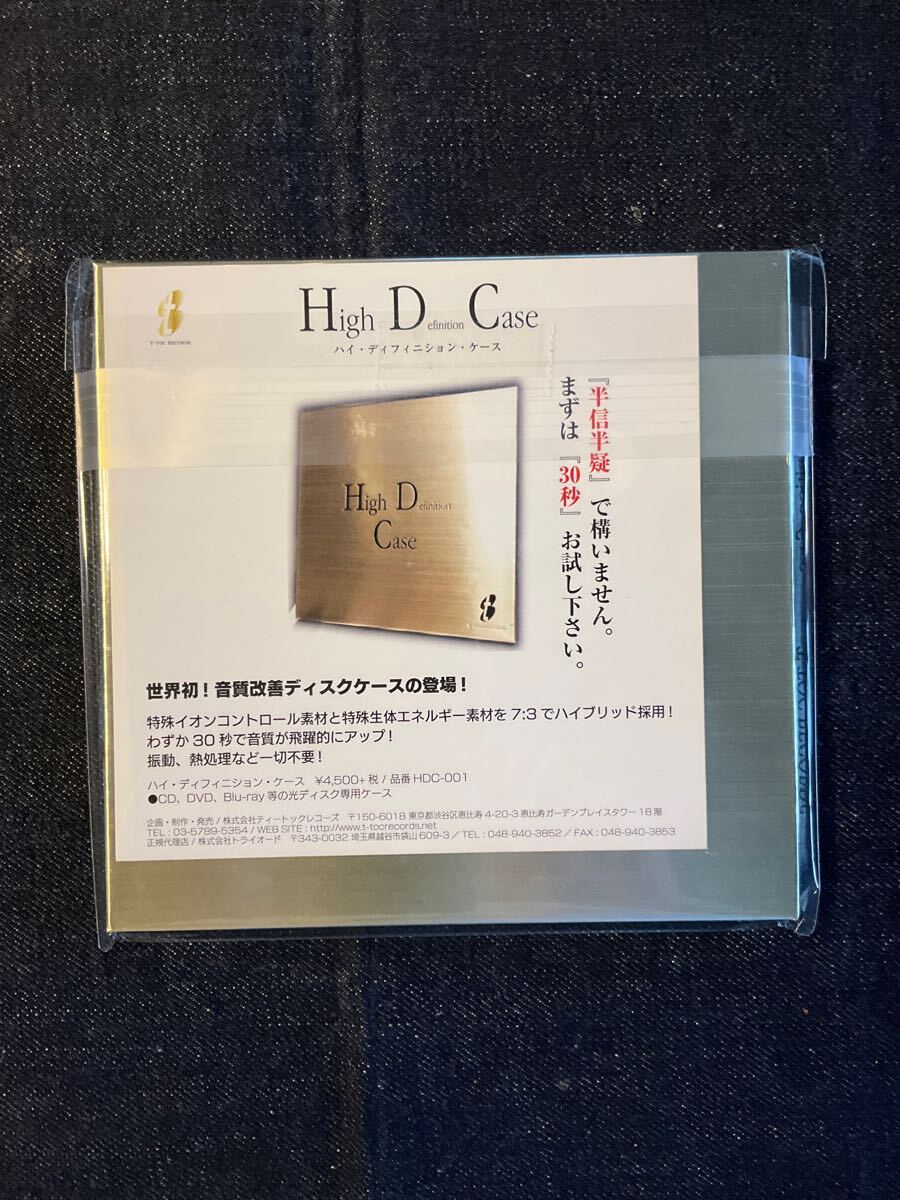 T-TOC RECORDS
High Definition Case
ハイ・ディフィニション・ケース
『半信半疑』で構いません。
まずは『30秒』お試し下さい。
High Definition
Case
世界初！音質改善ディスクケースの登場！
特殊イオンコントロール素材と特殊生体エネルギー素材を7:3でハイブリッド採用！
わずか30秒で音質が飛躍的にアップ！
振動、熱処理など一切不要！
ハイ・ディフィニション・ケース ¥4,500+税 / 品番 HDC-001
●CD、DVD、Blu-ray 等の光ディスク専用ケース
企画・制作・発売 / 株式会社ティートックレコーズ 〒150-6018 東京都渋谷区恵比寿 4-20-3 恵比寿ガーデンプレイスタワー 18 階
TEL : 03-5789-5354 / WEB SITE : http://www.t-tocrecords.net
正規代理店 / 株式会社トライオード 〒343-0032 埼玉県越谷市袋山 609-3 / TEL : 048-940-3852 / FAX : 048-940-3853